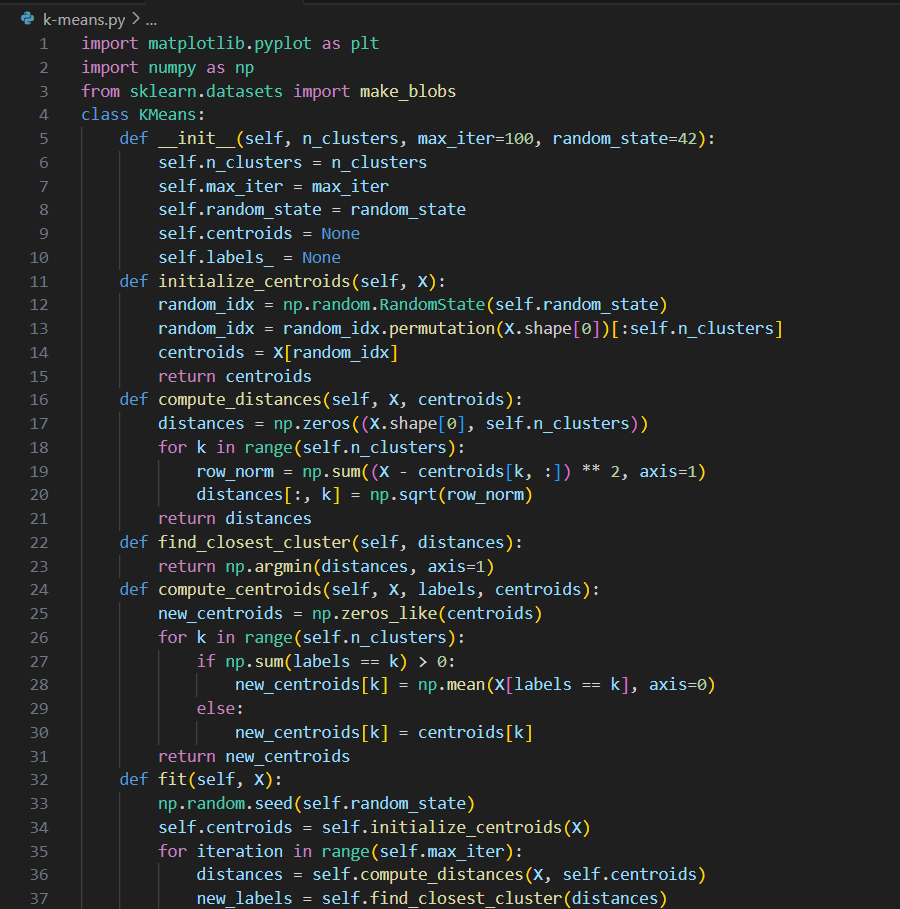 k-means.py > ...
1 import matplotlib.pyplot as plt
2 import numpy as np
3 from sklearn.datasets import make_blobs
4 class KMeans:
5     def __init__(self, n_clusters, max_iter=100, random_state=42):
6         self.n_clusters = n_clusters
7         self.max_iter = max_iter
8         self.random_state = random_state
9         self.centroids = None
10         self.labels_ = None
11     def initialize_centroids(self, X):
12         random_idx = np.random.RandomState(self.random_state)
13         random_idx = random_idx.permutation(X.shape[0])[:self.n_clusters]
14         centroids = X[random_idx]
15         return centroids
16     def compute_distances(self, X, centroids):
17         distances = np.zeros((X.shape[0], self.n_clusters))
18         for k in range(self.n_clusters):
19             row_norm = np.sum((X - centroids[k, :]) ** 2, axis=1)
20             distances[:, k] = np.sqrt(row_norm)
21         return distances
22     def find_closest_cluster(self, distances):
23         return np.argmin(distances, axis=1)
24     def compute_centroids(self, X, labels, centroids):
25         new_centroids = np.zeros_like(centroids)
26         for k in range(self.n_clusters):
27             if np.sum(labels == k) > 0:
28                 new_centroids[k] = np.mean(X[labels == k], axis=0)
29             else:
30                 new_centroids[k] = centroids[k]
31         return new_centroids
32     def fit(self, X):
33         np.random.seed(self.random_state)
34         self.centroids = self.initialize_centroids(X)
35         for iteration in range(self.max_iter):
36             distances = self.compute_distances(X, self.centroids)
37             new_labels = self.find_closest_cluster(distances)